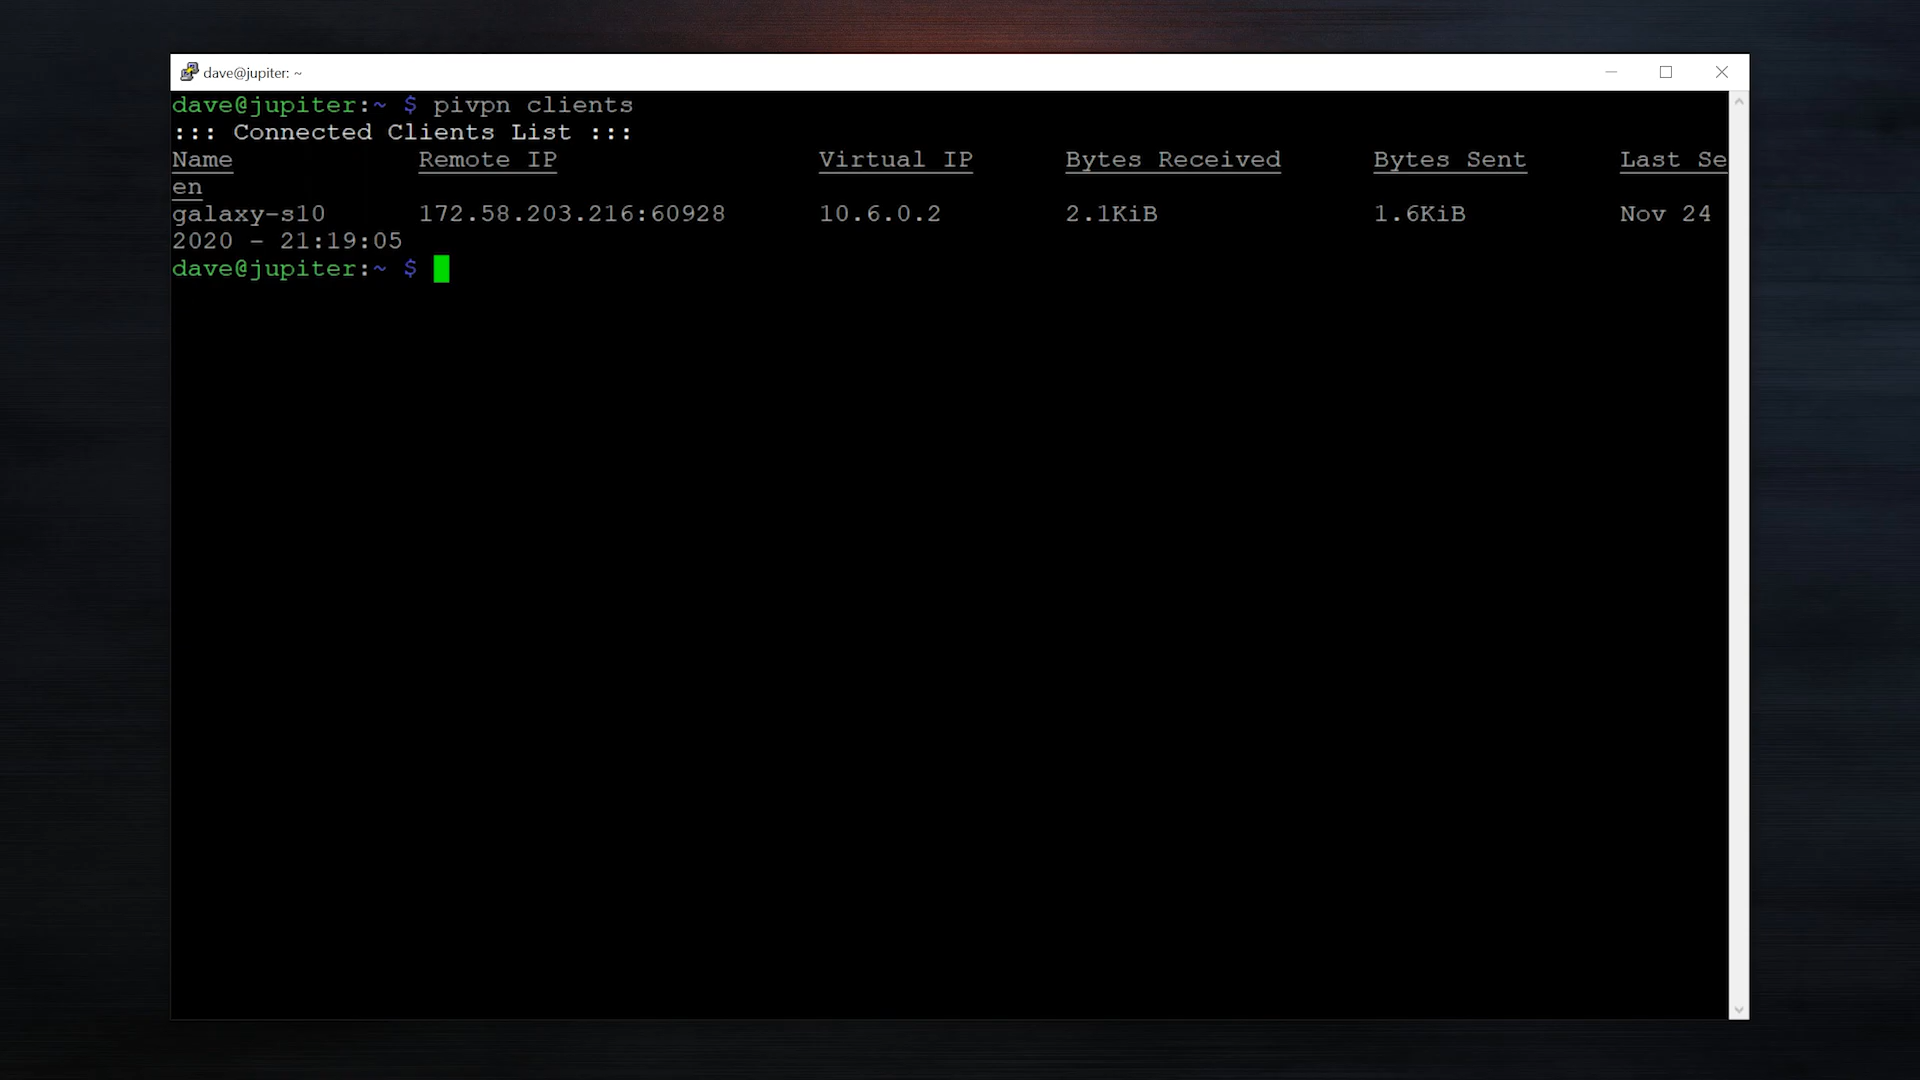 dave@jupiter: ~
dave@jupiter:~ $ pivpn clients
::: Connected Clients List :::
Name Remote IP Virtual IP Bytes Received Bytes Sent Last Se
en
galaxy-s10 172.58.203.216:60928 10.6.0.2 2.1KiB 1.6KiB Nov 24
2020 - 21:19:05
dave@jupiter:~ $